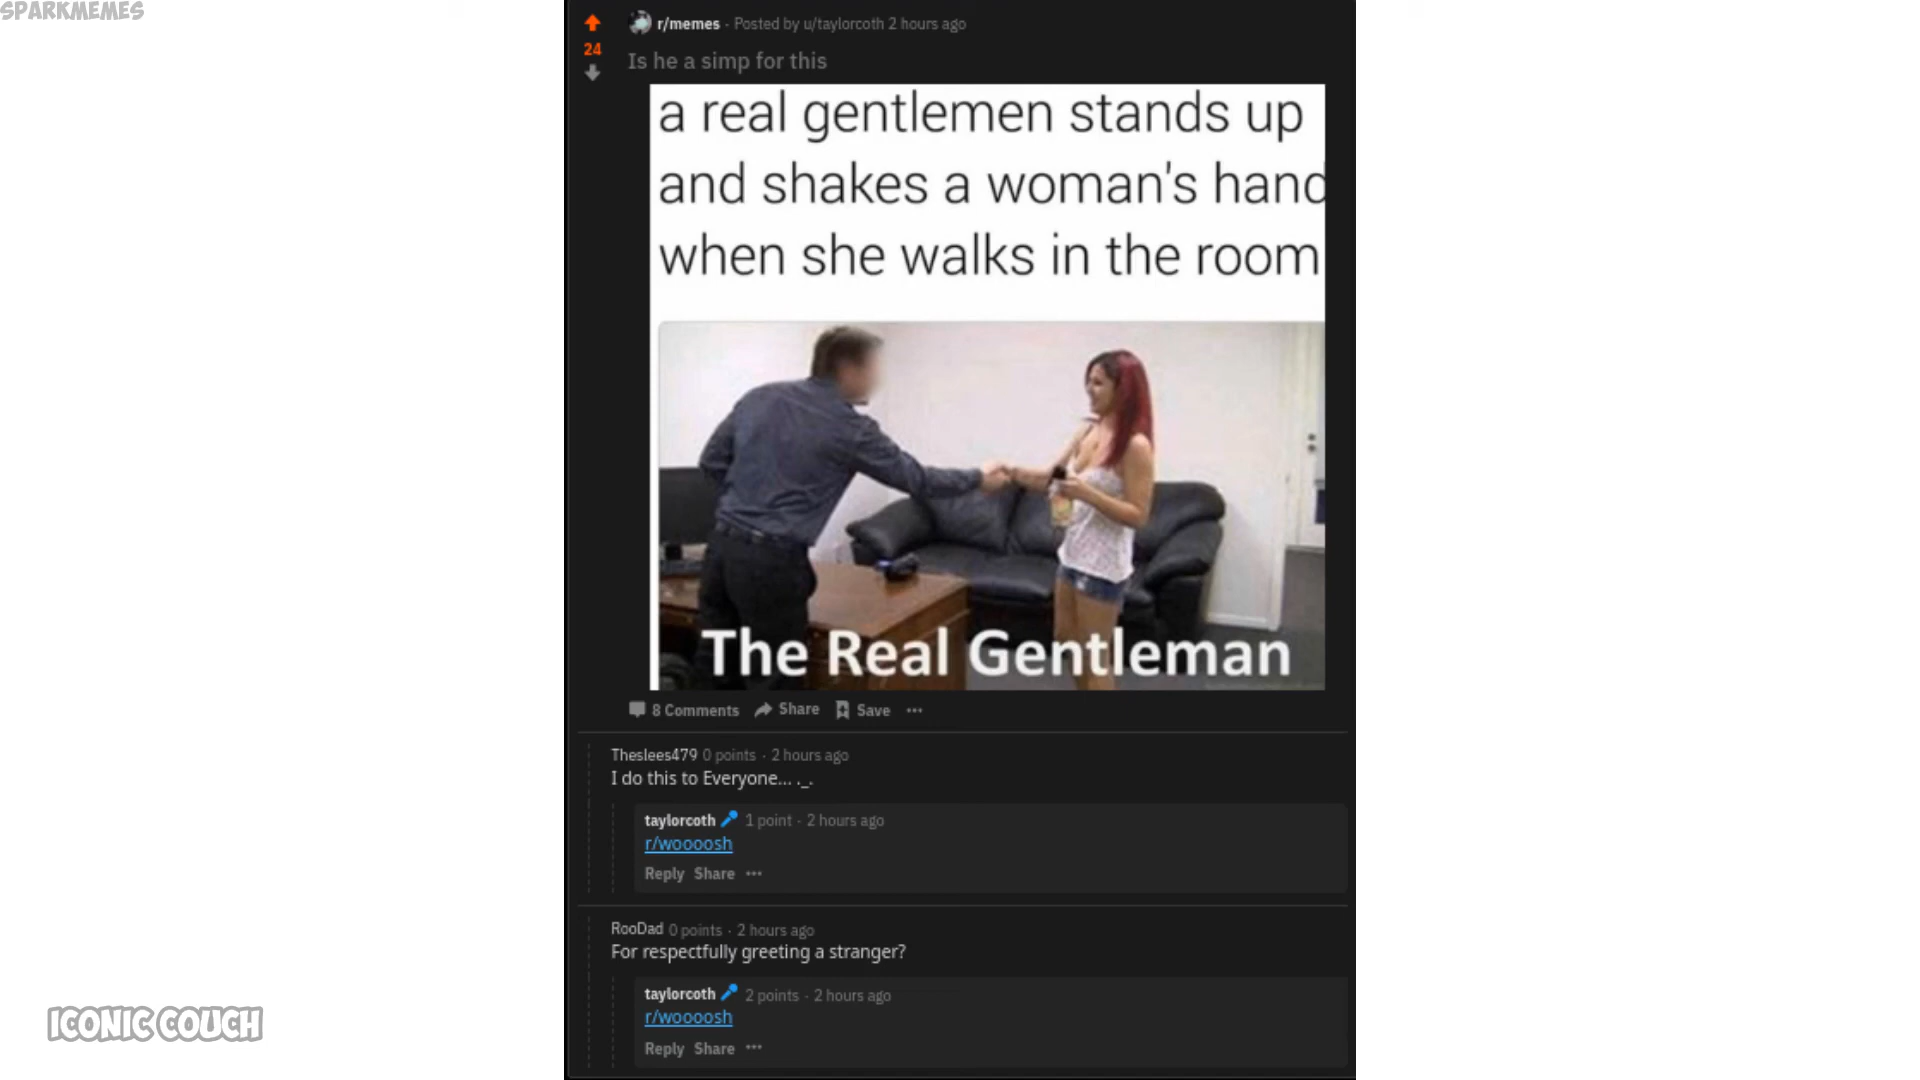 SPARKMEMES
r/memes · Posted by u/taylorcoth 2 hours ago
24
Is he a simp for this
a real gentlemen stands up
and shakes a woman's hand
when she walks in the room
The Real Gentleman
8 Comments Share Save ···
Theslees479 0 points · 2 hours ago
I do this to Everyone... ._.
taylorcoth 1 point · 2 hours ago
r/woooosh
Reply Share ···
RooDad 0 points · 2 hours ago
For respectfully greeting a stranger?
taylorcoth 2 points · 2 hours ago
r/woooosh
Reply Share ···
ICONIC COUCH